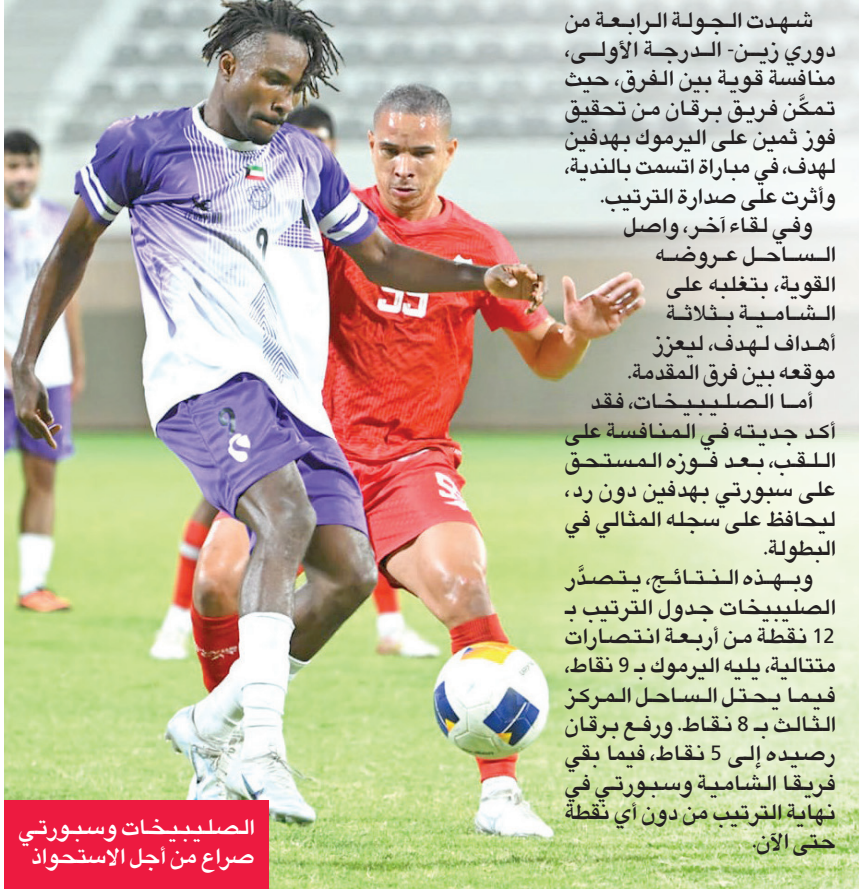 شهدت الجولة الرابعة من
دوري زين- الدرجة الأولى،
منافسة قوية بين الفرق، حيث
تمكَّن فريق برقان من تحقيق
فوز ثمين على اليرموك بهدفين
لهدف، في مباراة اتسمت بالندية،
وأثرت على صدارة الترتيب.
وفي لقاء آخر، واصل
الساحل عروضه
القوية، بتغلبه على
الشامية بثلاثة
أهداف لهدف، ليعزز
موقعه بين فرق المقدمة.
أما الصليبيخات، فقد
أكد جديته في المنافسة على
اللقب، بعد فوزه المستحق
على سبورتي بهدفين دون رد،
ليحافظ على سجله المثالي في
البطولة.
وبهذه النتائج، يتصدَّر
الصليبيخات جدول الترتيب بـ
12 نقطة من أربعة انتصارات
متتالية، يليه اليرموك بـ 9 نقاط،
فيما يحتل الساحل المركز
الثالث بـ 8 نقاط. ورفع برقان
رصيده إلى 5 نقاط، فيما بقي
فريقا الشامية وسبورتي في
نهاية الترتيب من دون أي نقطة
حتى الآن.
9
9
الصليبيخات وسبورتي
صراع من أجل الاستحواذ